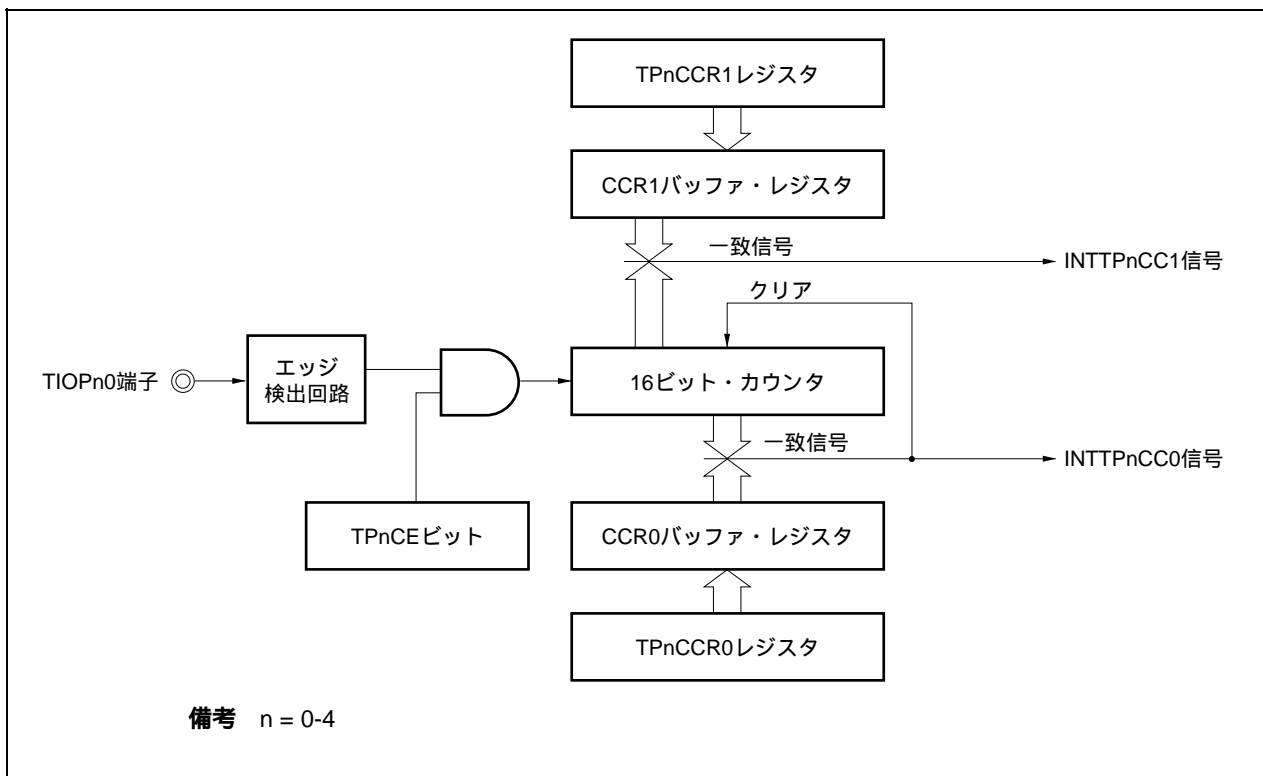 TPnCCR1レジスタ
CCR1バッファ・レジスタ
一致信号
INTTPnCC1信号
クリア
TIOPn0端子
エッジ
検出回路
16ビット・カウンタ
一致信号
INTTPnCC0信号
TPnCEビット
CCR0バッファ・レジスタ
TPnCCR0レジスタ
備考 n = 0-4